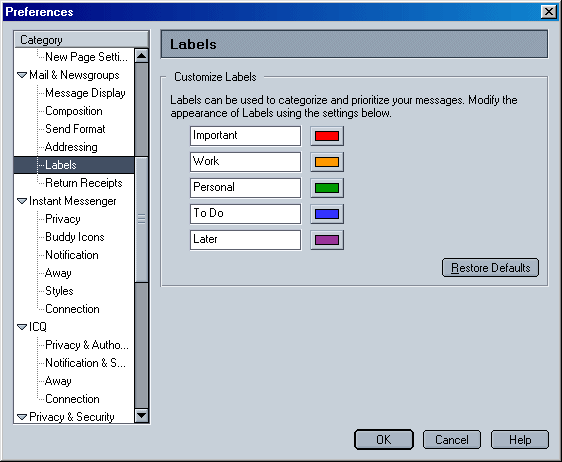 Preferences
Category
New Page Setti...
Mail & Newsgroups
Message Display
Composition
Send Format
Addressing
Labels
Return Receipts
Instant Messenger
Privacy
Buddy Icons
Notification
Away
Styles
Connection
ICQ
Privacy & Autho...
Notification & S...
Away
Connection
Privacy & Security
Labels
Customize Labels
Labels can be used to categorize and prioritize your messages. Modify the
appearance of Labels using the settings below.
Important
Work
Personal
To Do
Later
Restore Defaults
OK
Cancel
Help